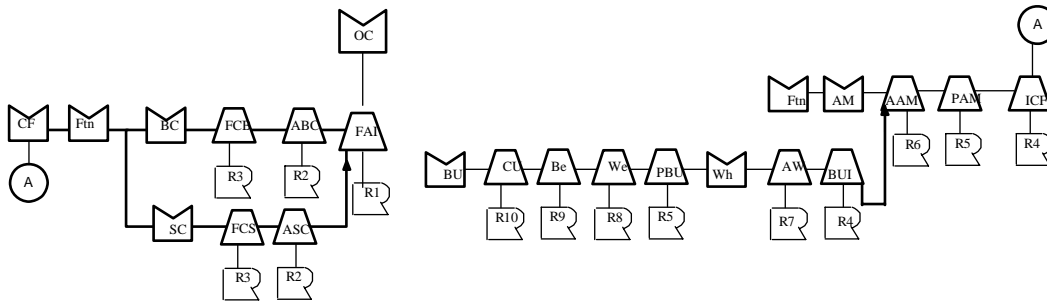 OC
A
CF
Ftn
BC
FCB
ABC
FAI
R3
R2
R1
A
SC
FCS
ASC
R3
R2
Ftn
AM
AAM
PAM
ICF
R6
R5
R4
BU
CU
Be
We
PBU
Wh
AW
BUI
R10
R9
R8
R5
R7
R4